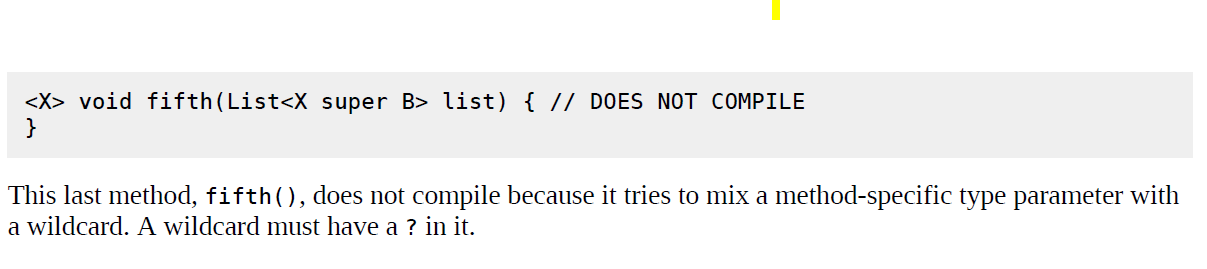 <X> void fifth(List<X super B> list) { // DOES NOT COMPILE
}
This last method, fifth(), does not compile because it tries to mix a method-specific type parameter with
a wildcard. A wildcard must have a ? in it.